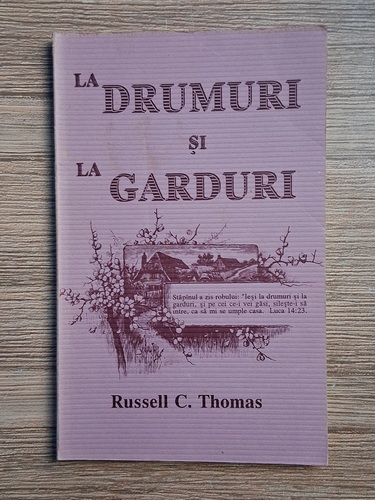 LA DRUMURI
ȘI
LA GARDURI
Stăpînul a zis robului: "Ieși la drumuri și la
garduri, și pe cei ce-i vei găsi, silește-i să
intre, ca să mi se umple casa. Luca 14:23.
Russell C. Thomas